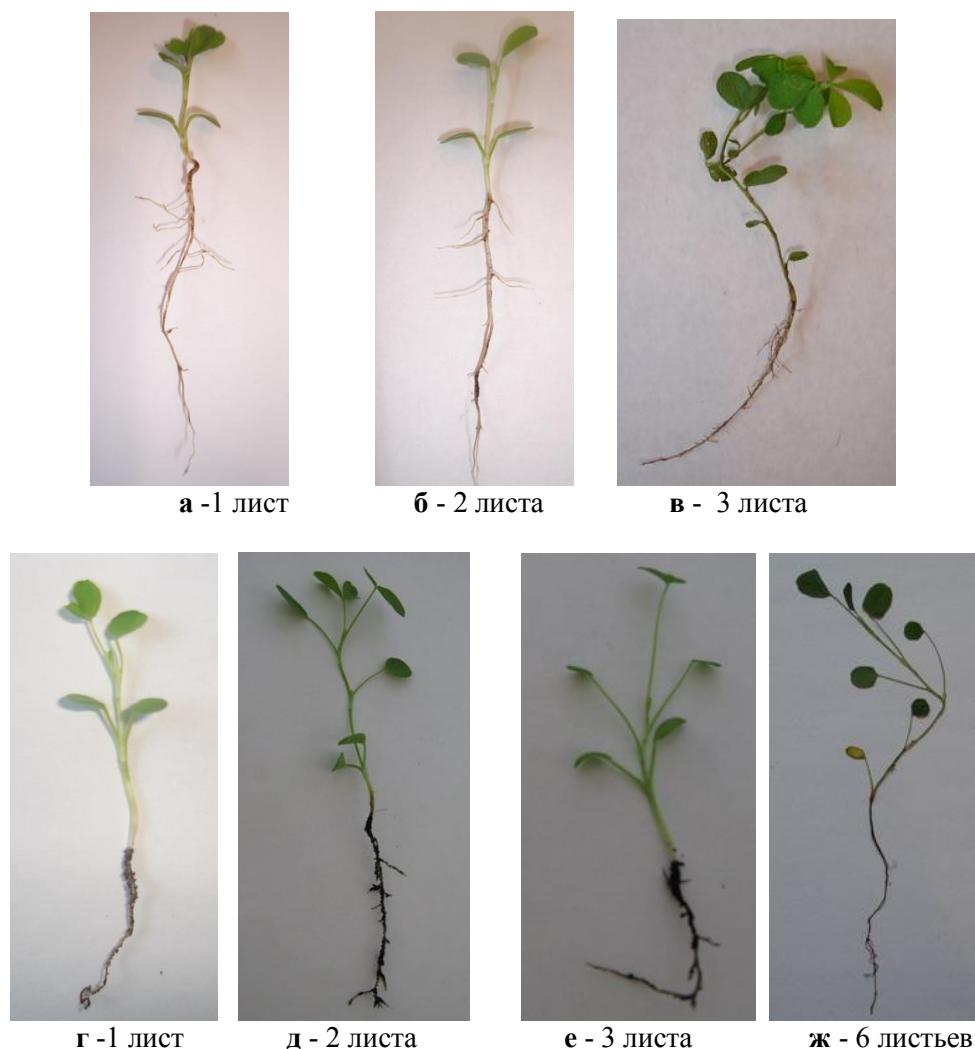 а -1 лист б - 2 листа в - 3 листа
г -1 лист д - 2 листа е - 3 листа ж - 6 листьев